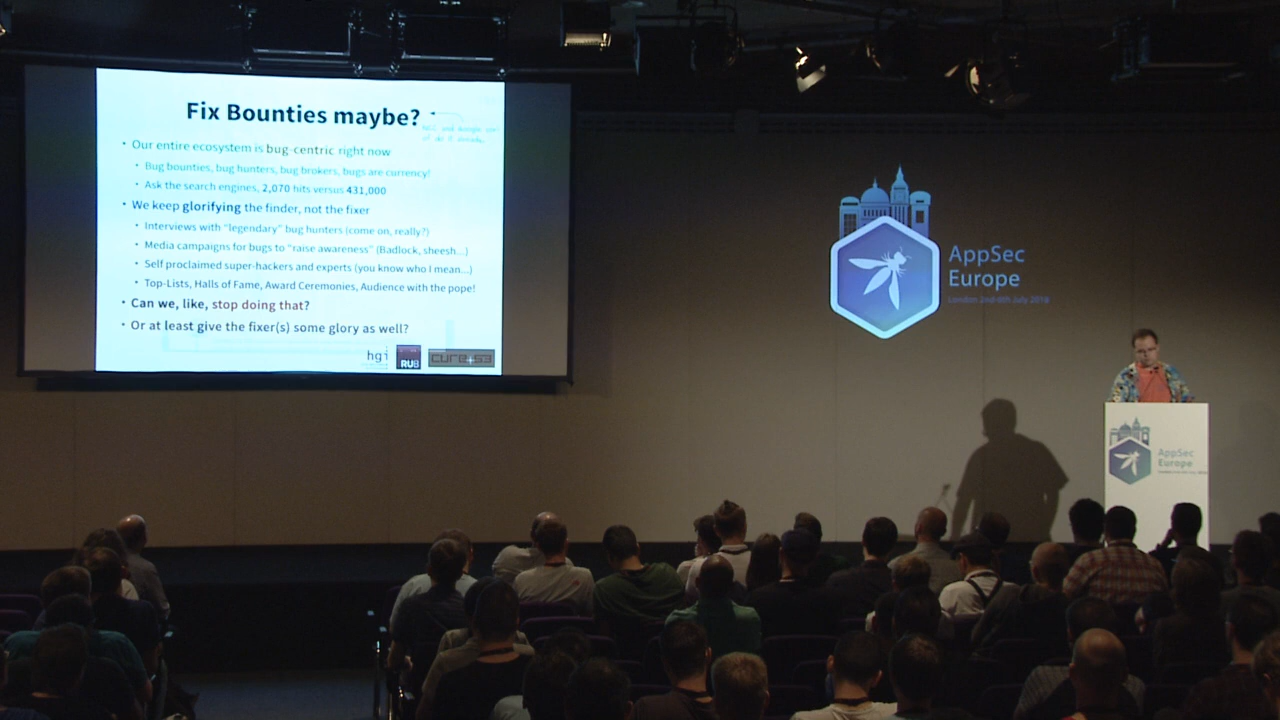 Fix Bounties maybe?
Our entire ecosystem is bug-centric right now
Bug bounties, bug hunters, bug brokers, bugs are currency!
Ask the search engines, 2,070 hits versus 431,000
We keep glorifying the finder, not the fixer
Interviews with "legendary" bug hunters (come on, really?)
Media campaigns for bugs to "raise awareness" (Badlock, sheesh...)
Self proclaimed super-hackers and experts (you know who I mean...)
Top-Lists, Halls of Fame, Award Ceremonies, Audience with the pope!
Can we, like, stop doing that?
Or at least give the fixer(s) some glory as well?
hgi
RUB
cure53
AppSec
Europe
London 2nd-6th July 2018
AppSec
Europe